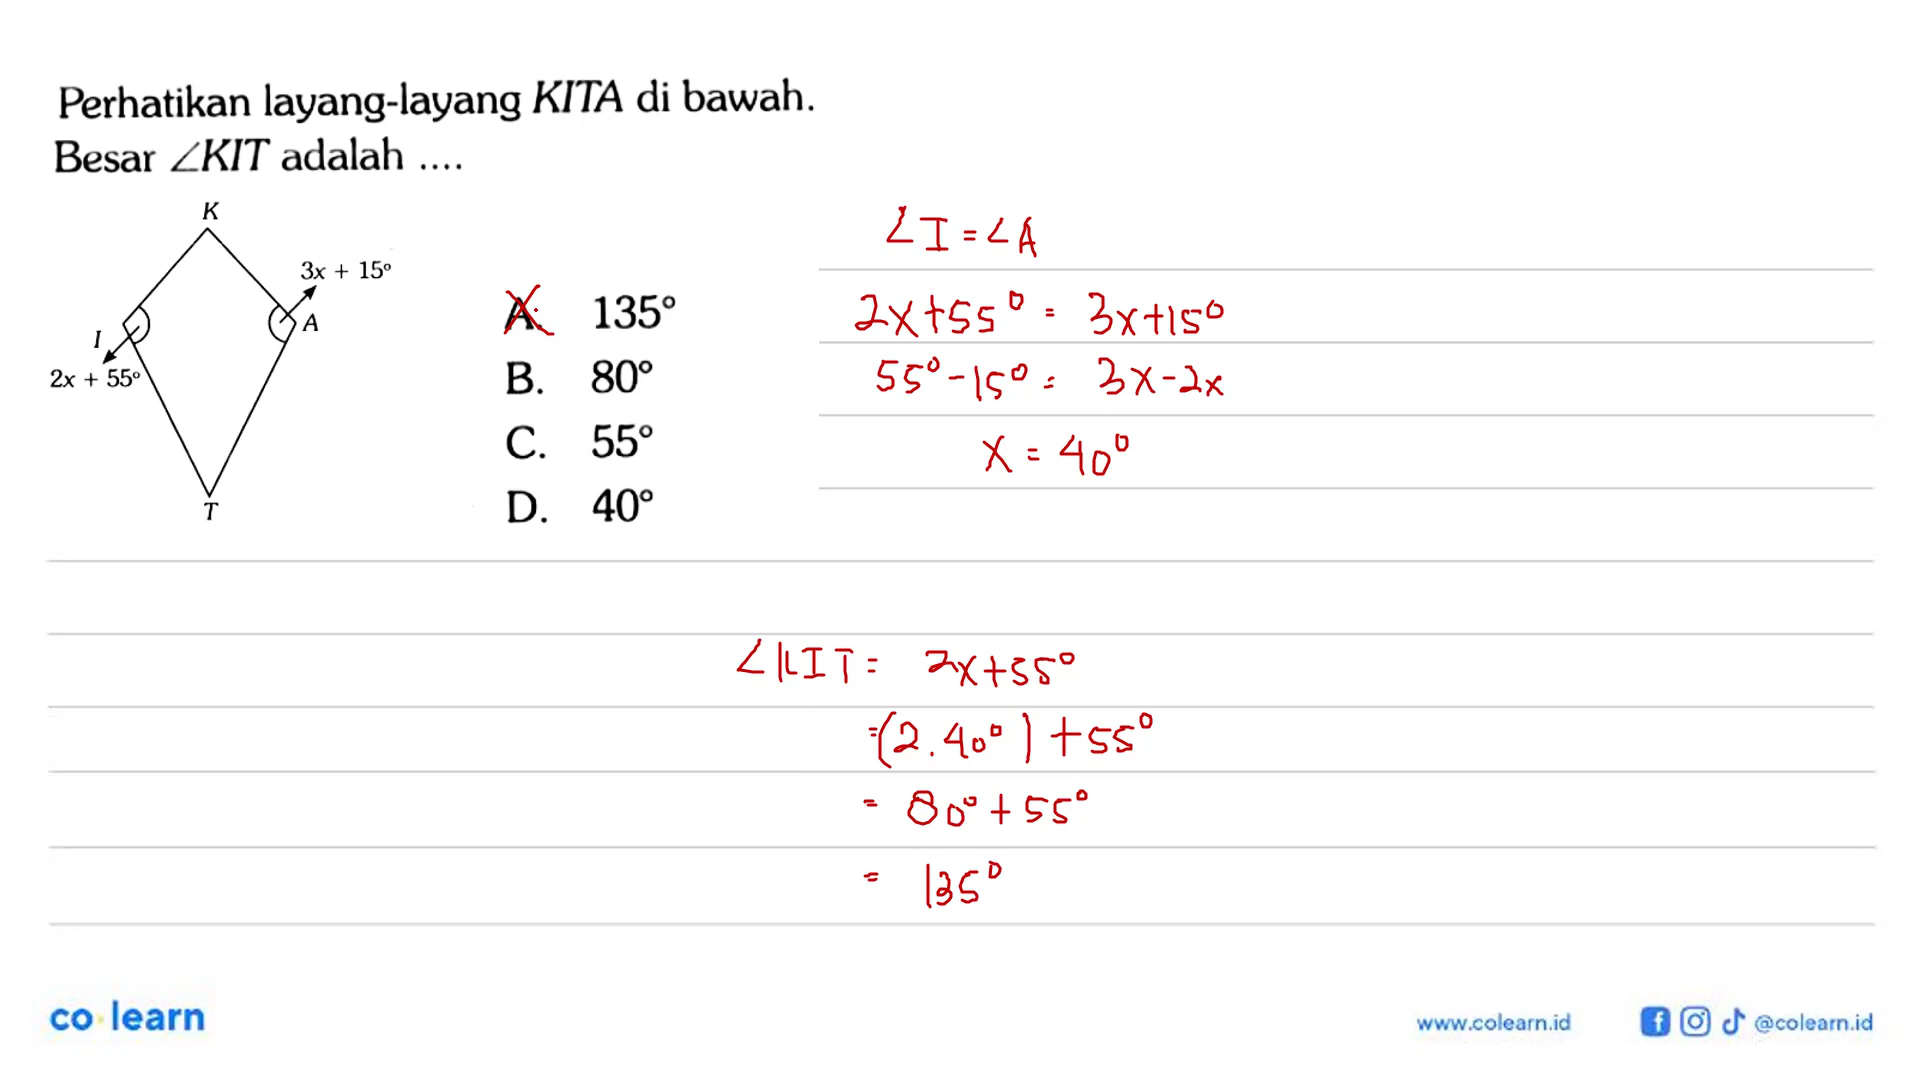 Perhatikan layang-layang KITA di bawah.
Besar ∠KIT adalah ....
K
3x + 15°
A
I
2x + 55°
T
A. 135°
B. 80°
C. 55°
D. 40°
∠I = ∠A
2x+55° = 3x+15°
55°-15° = 3x-2x
x = 40°
∠KIT = 2x+55°
=(2.40°)+55°
= 80°+55°
= 135°
co·learn
www.colearn.id
@colearn.id